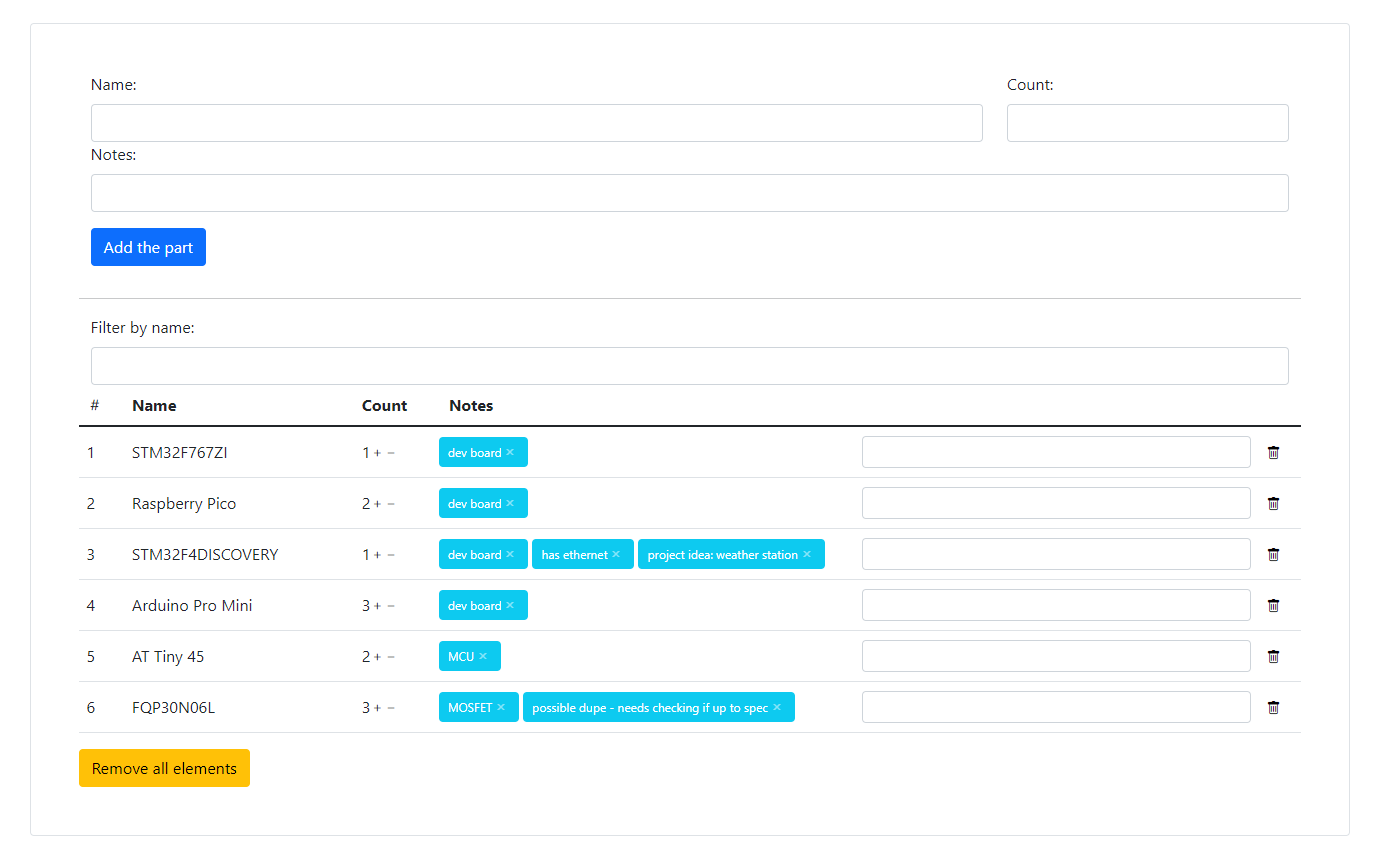 Name: Count:
Notes:
Add the part
Filter by name:
# Name Count Notes
1 STM32F767ZI 1 + − dev board ×
2 Raspberry Pico 2 + − dev board ×
3 STM32F4DISCOVERY 1 + − dev board × has ethernet × project idea: weather station ×
4 Arduino Pro Mini 3 + − dev board ×
5 AT Tiny 45 2 + − MCU ×
6 FQP30N06L 3 + − MOSFET × possible dupe - needs checking if up to spec ×
Remove all elements